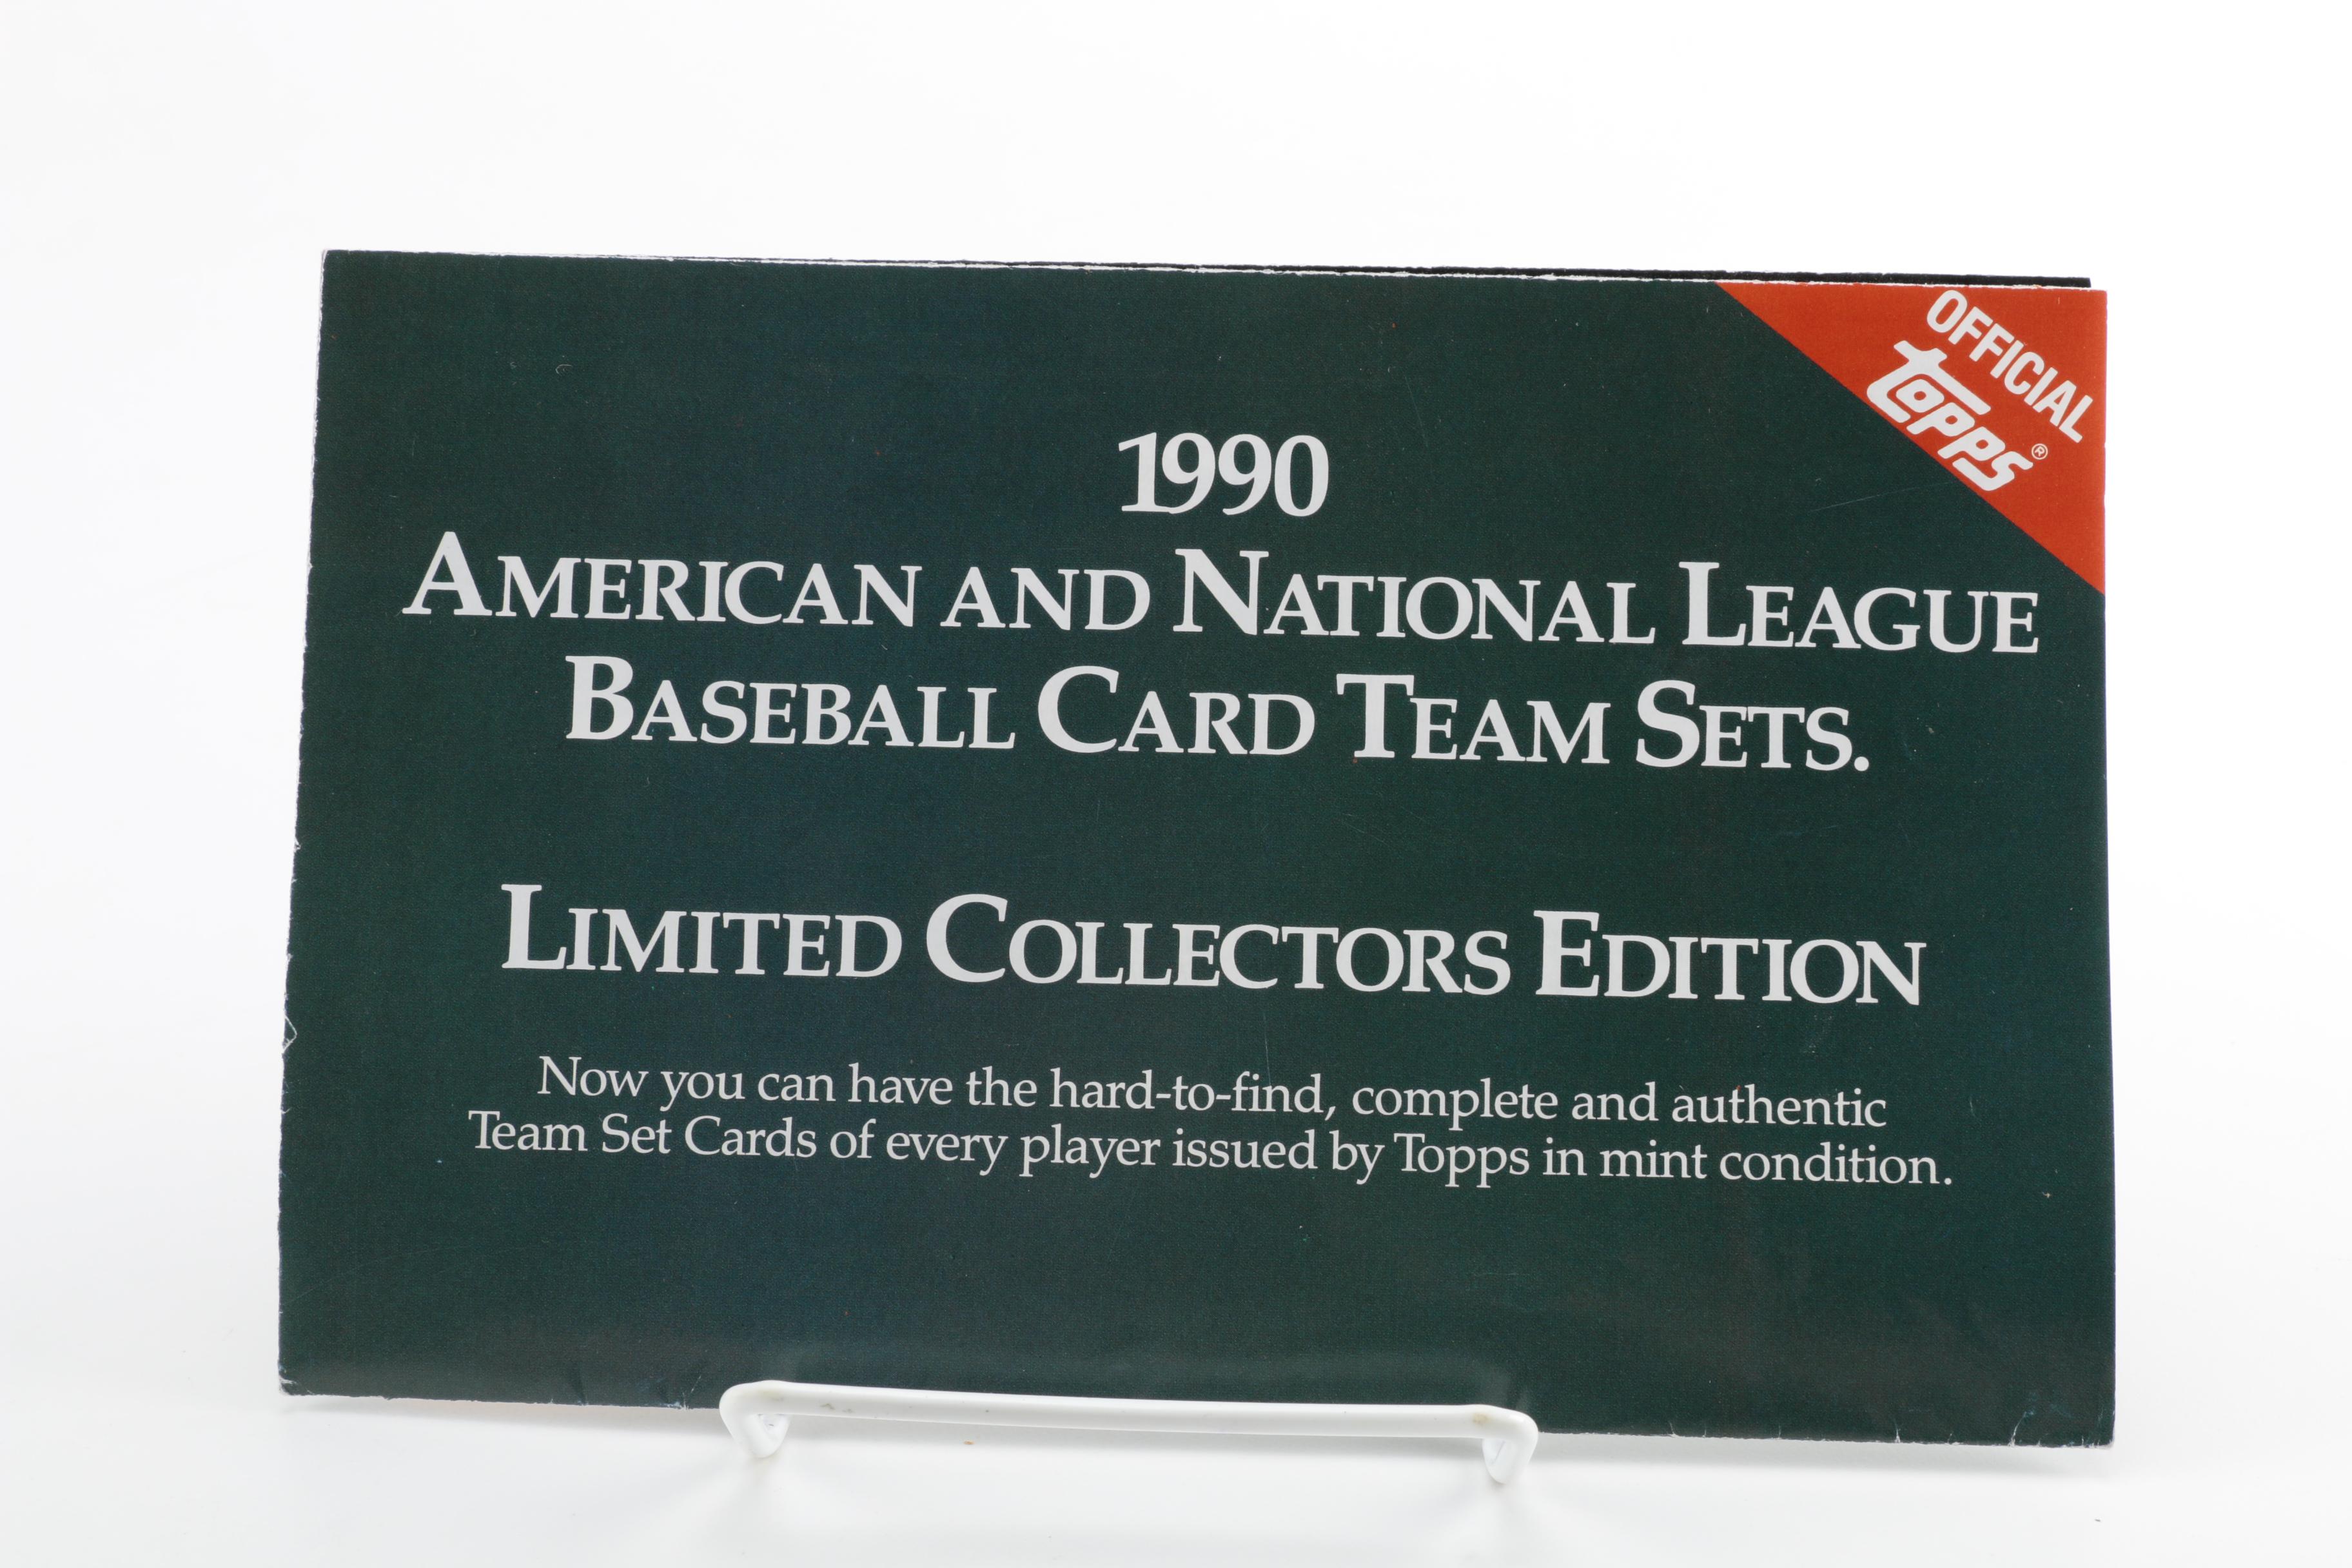 OFFICIAL
Topps®
1990
AMERICAN AND NATIONAL LEAGUE
BASEBALL CARD TEAM SETS.
LIMITED COLLECTORS EDITION
Now you can have the hard-to-find, complete and authentic
Team Set Cards of every player issued by Topps in mint condition.